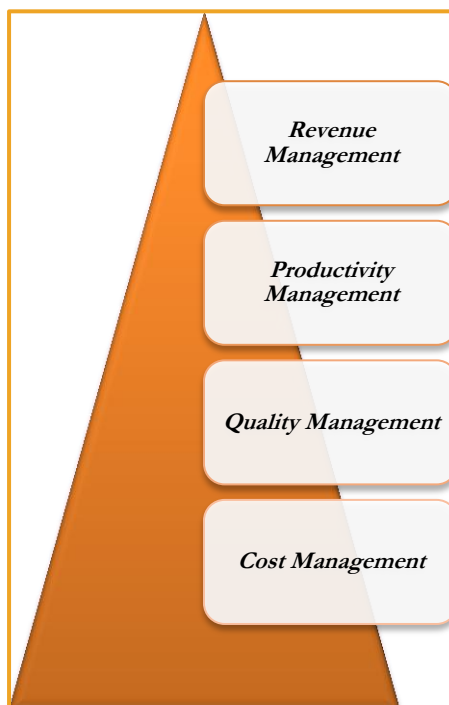 Revenue
Management
Productivity
Management
Quality Management
Cost Management